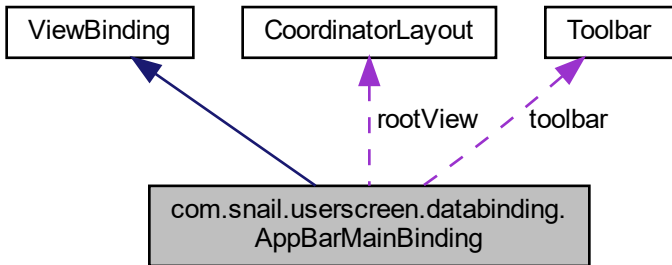 ViewBinding
CoordinatorLayout
Toolbar
rootView
toolbar
com.snail.userscreen.databinding.
AppBarMainBinding